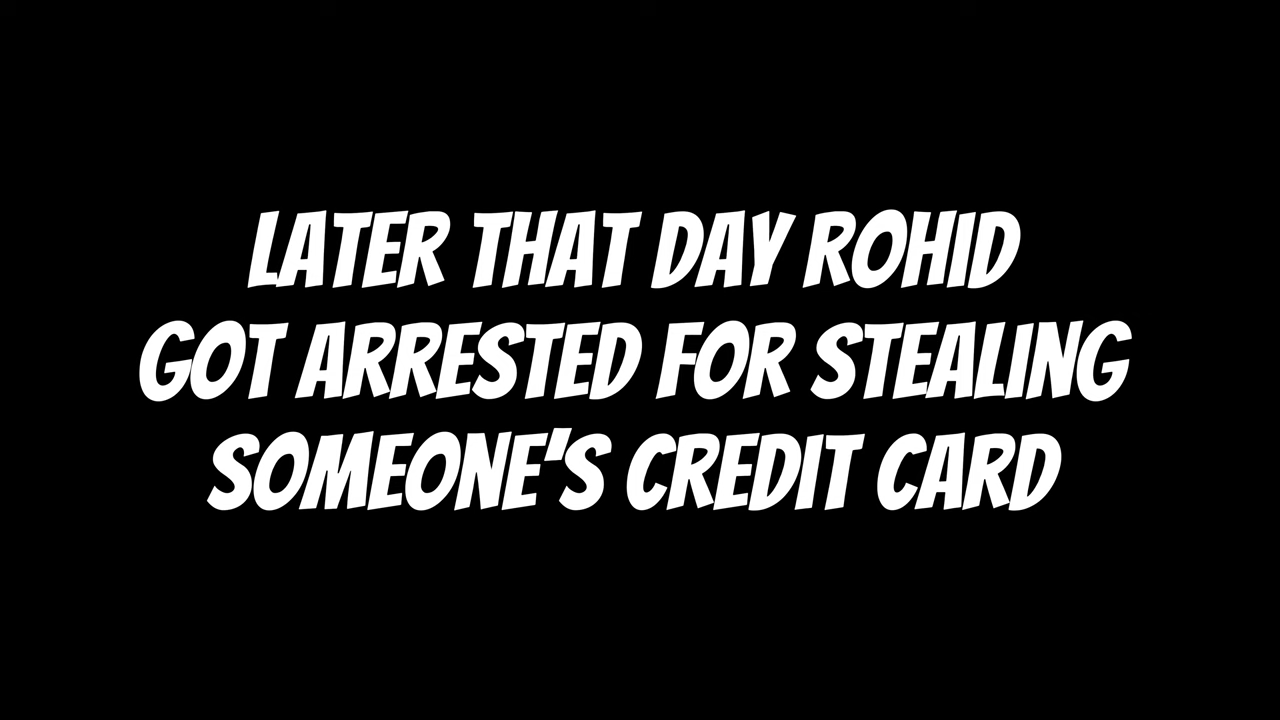 LATER THAT DAY ROHID
GOT ARRESTED FOR STEALING
SOMEONE'S CREDIT CARD